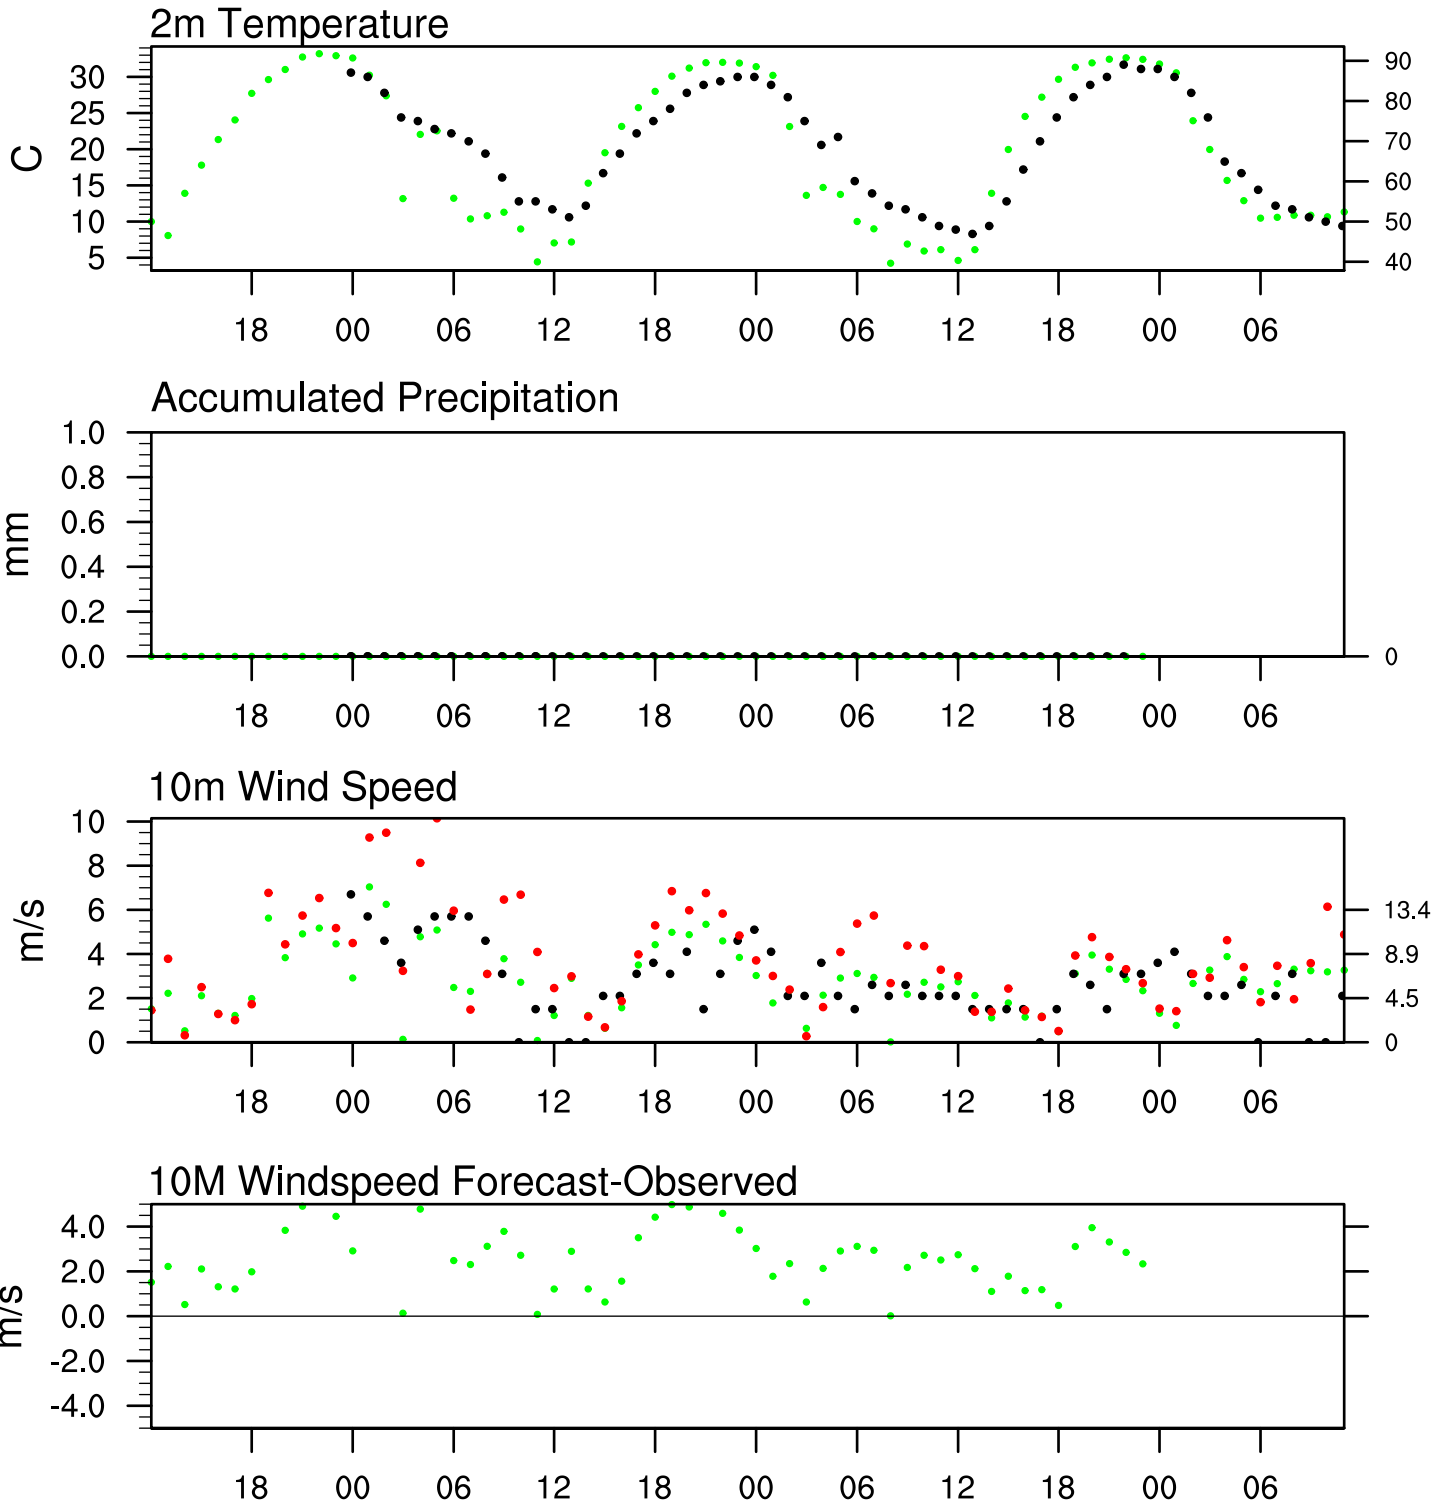 2m Temperature
C
30
25
20
15
10
5
90
80
70
60
50
40
18 00 06 12 18 00 06 12 18 00 06
Accumulated Precipitation
mm
1.0
0.8
0.6
0.4
0.2
0.0
0
18 00 06 12 18 00 06 12 18 00 06
10m Wind Speed
m/s
10
8
6
4
2
0
13.4
8.9
4.5
0
18 00 06 12 18 00 06 12 18 00 06
10M Windspeed Forecast-Observed
m/s
4.0
2.0
0.0
-2.0
-4.0
18 00 06 12 18 00 06 12 18 00 06